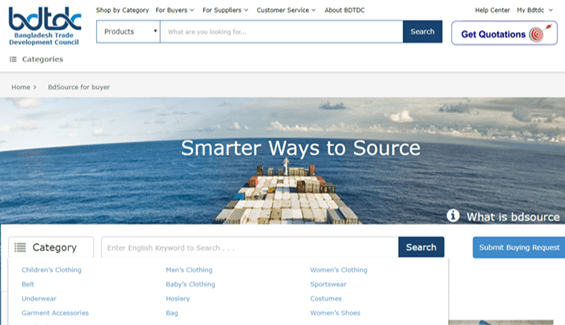 bdtdc
Bangladesh Trade
Development Council
Shop by Category For Buyers For Suppliers Customer Service About BDTDC
Help Center My Bdtdc
Products What are you looking for... Search
Get Quotations
Categories
Home > BdSource for buyer
Smarter Ways to Source
i What is bdsource
Category Enter English Keyword to Search . . . Search Submit Buying Request
Children's Clothing Men's Clothing Women's Clothing
Belt Baby's Clothing Sportswear
Underwear Hosiery Costumes
Garment Accessories Bag Women's Shoes